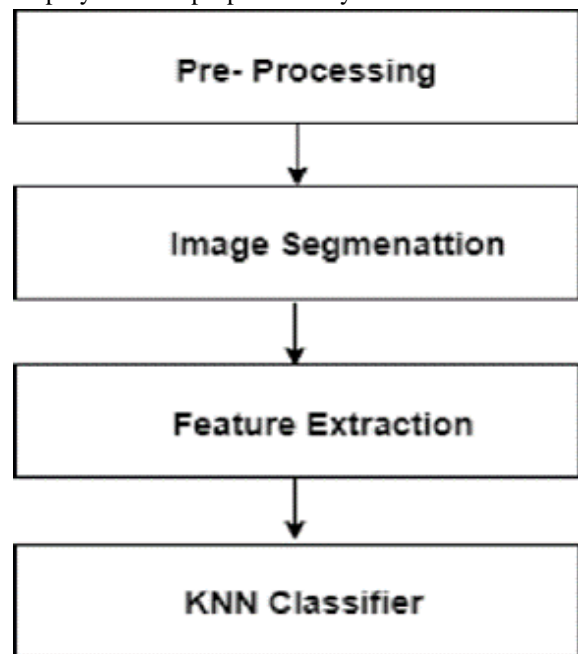 Pre- Processing
Image Segmenattion
Feature Extraction
KNN Classifier